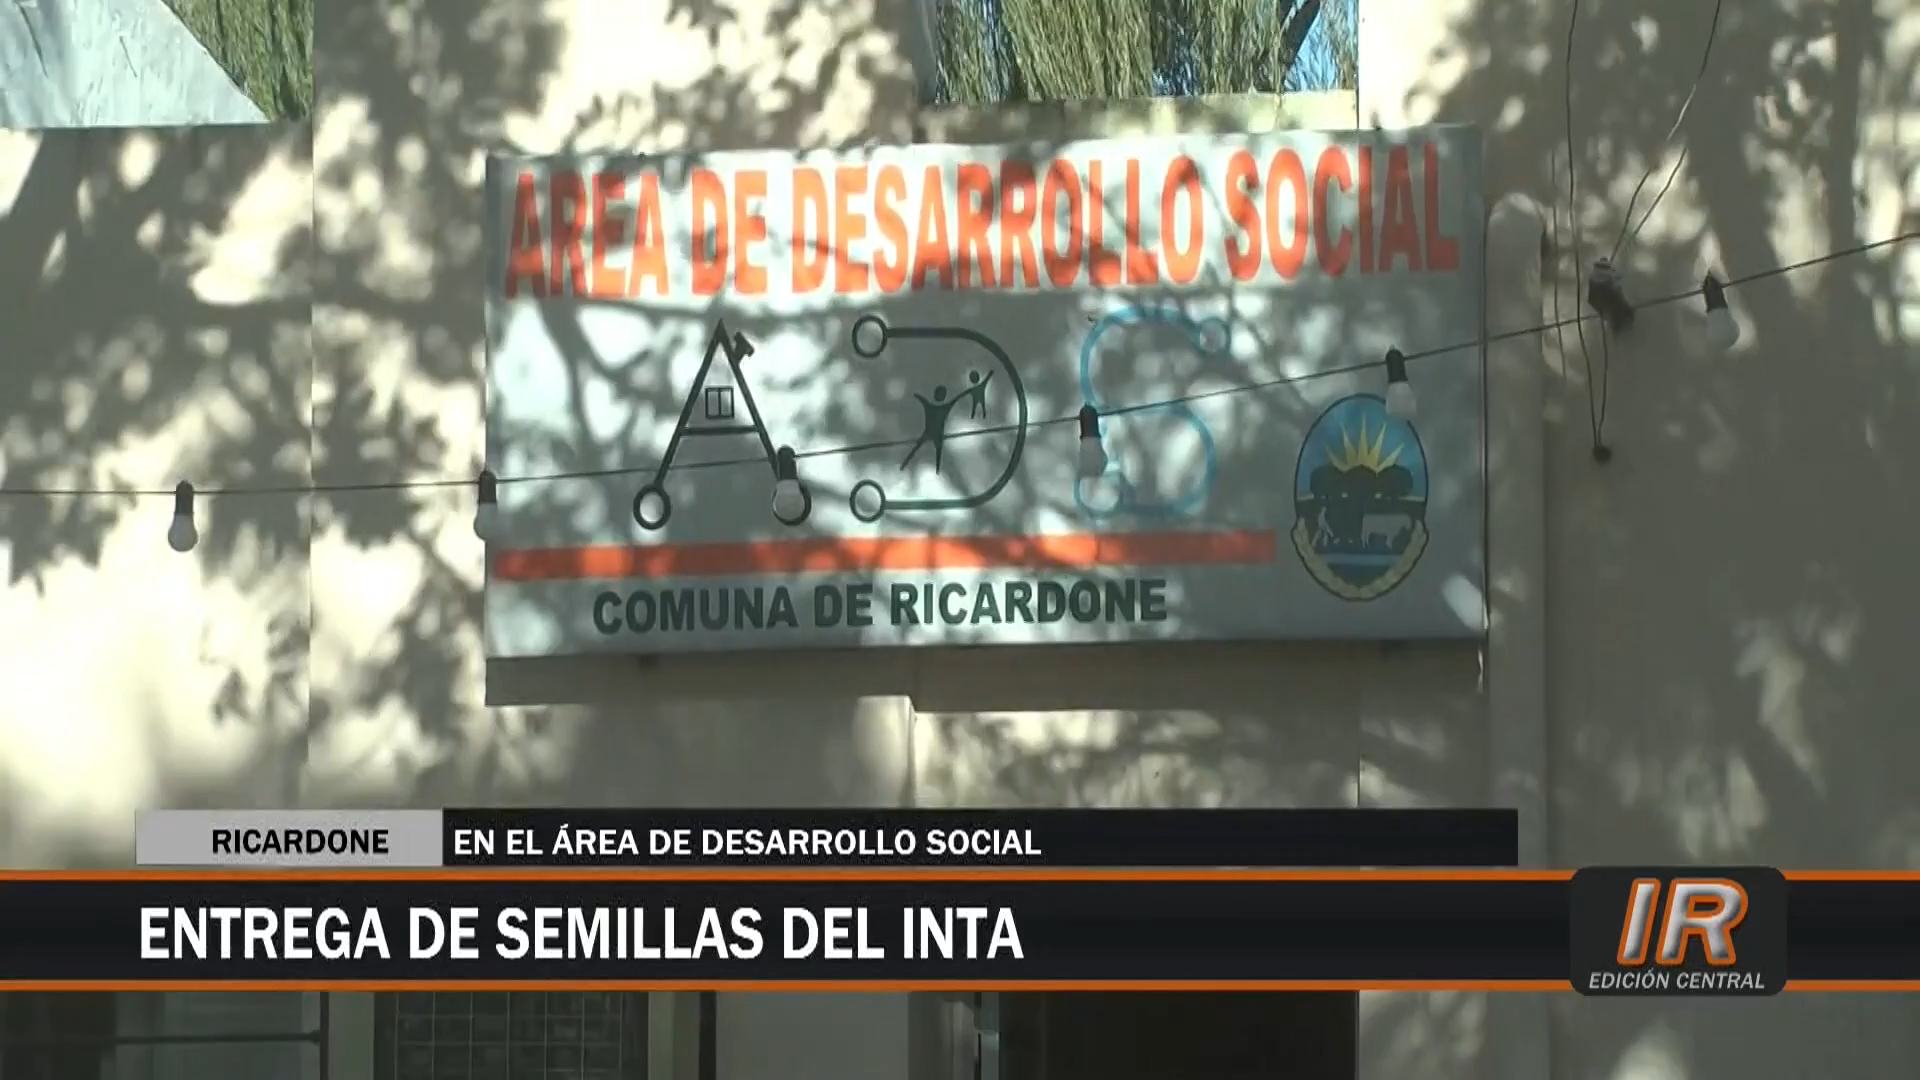 AREA DE DESARROLLO SOCIAL
ADS
COMUNA DE RICARDONE
RICARDONE
EN EL ÁREA DE DESARROLLO SOCIAL
ENTREGA DE SEMILLAS DEL INTA
IR
EDICIÓN CENTRAL